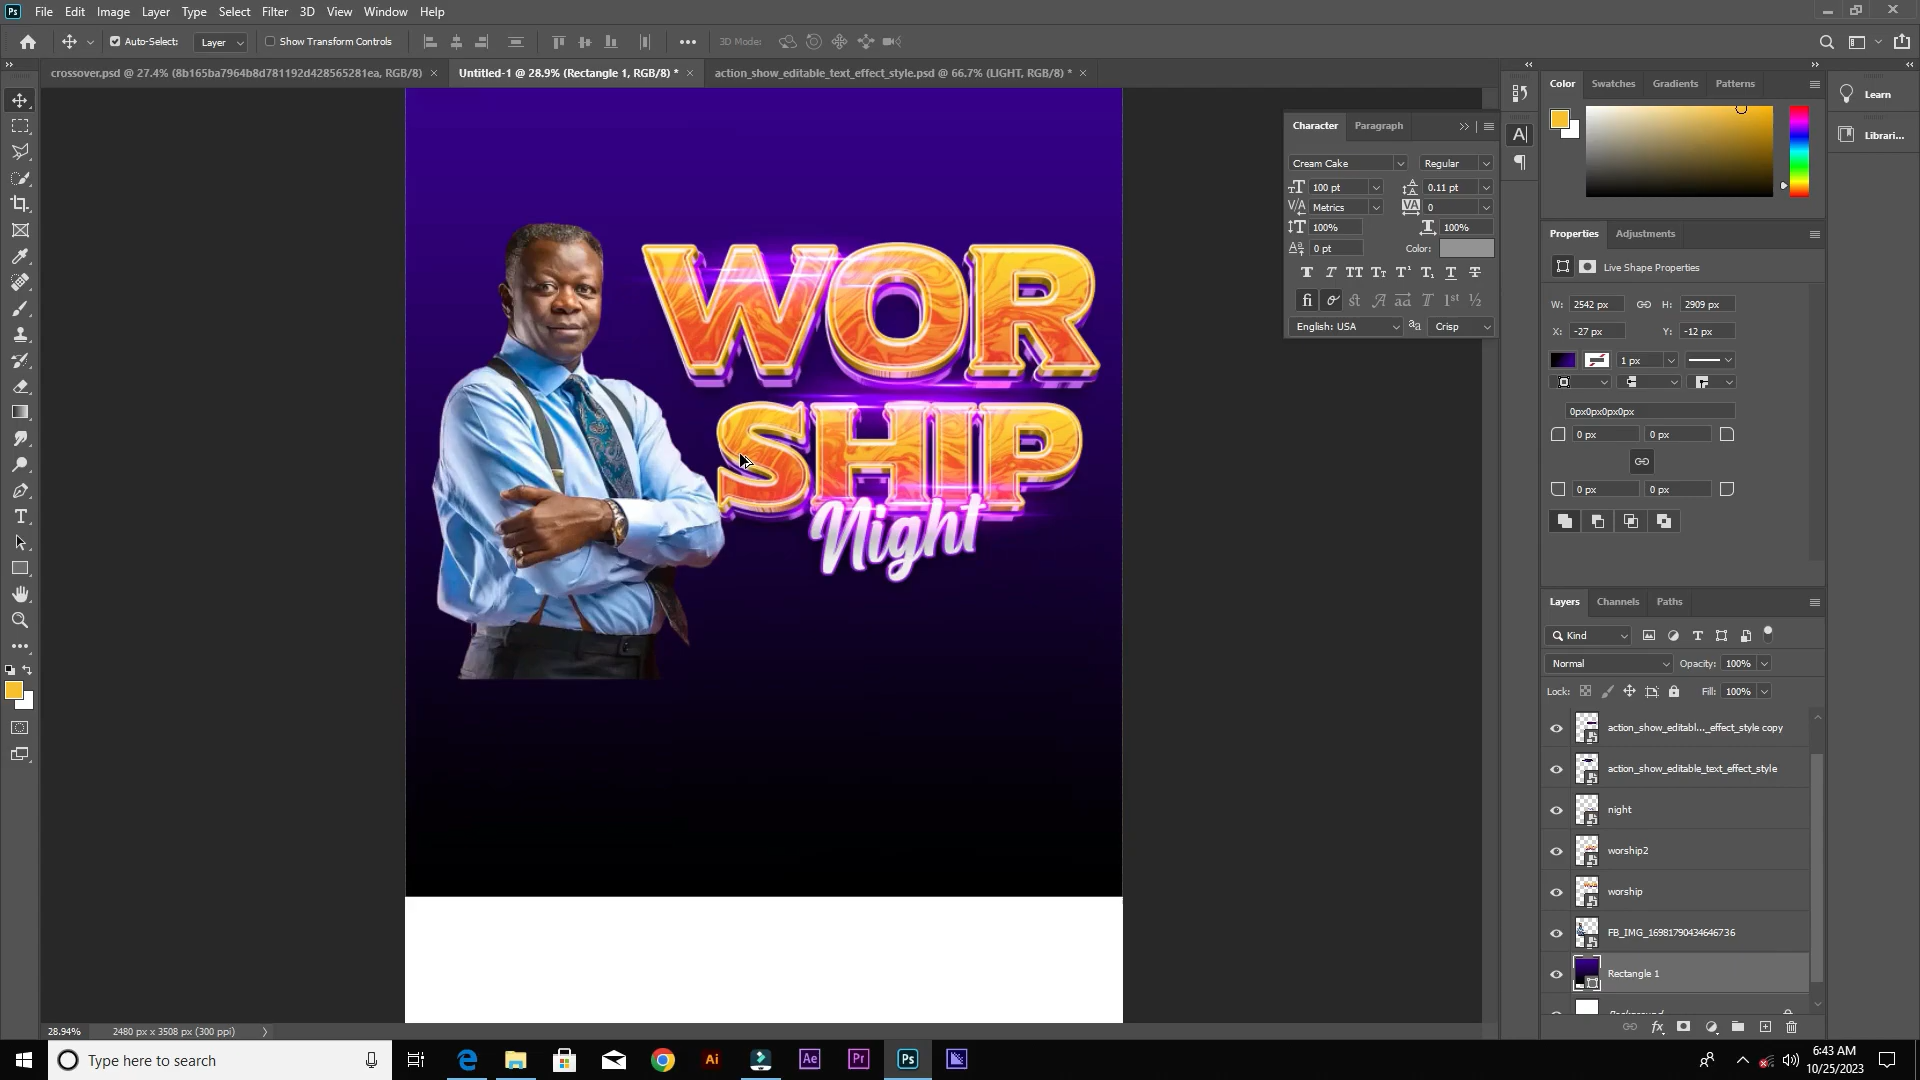 Ps File Edit Image Layer Type Select Filter 3D View Window Help
Auto-Select: Layer Show Transform Controls 3D Mode:
crossover.psd @ 27.4% (8b165ba7964b8d781192d428565281ea, RGB/8) Untitled-1 @ 28.9% (Rectangle 1, RGB/8) * action_show_editable_text_effect_style.psd @ 66.7% (LIGHT, RGB/8) *
WOR
SHIP
Night
Character Paragraph
Cream Cake Regular
100 pt 0.11 pt
Metrics 0
100% 100%
0 pt Color:
English: USA Crisp
Color Swatches Gradients Patterns
Learn
Librari...
Properties Adjustments
Live Shape Properties
W: 2542 px H: 2909 px
X: -27 px Y: -12 px
1 px
0px0px0px0px
0 px 0 px
0 px 0 px
Layers Channels Paths
Kind
Normal Opacity: 100%
Lock: Fill: 100%
action_show_editabl..._effect_style copy
action_show_editable_text_effect_style
night
worship2
worship
FB_IMG_16981790434646736
Rectangle 1
Background
28.94% 2480 px x 3508 px (300 ppi)
Type here to search
Ai Ae Pr Ps
6:43 AM
10/25/2023